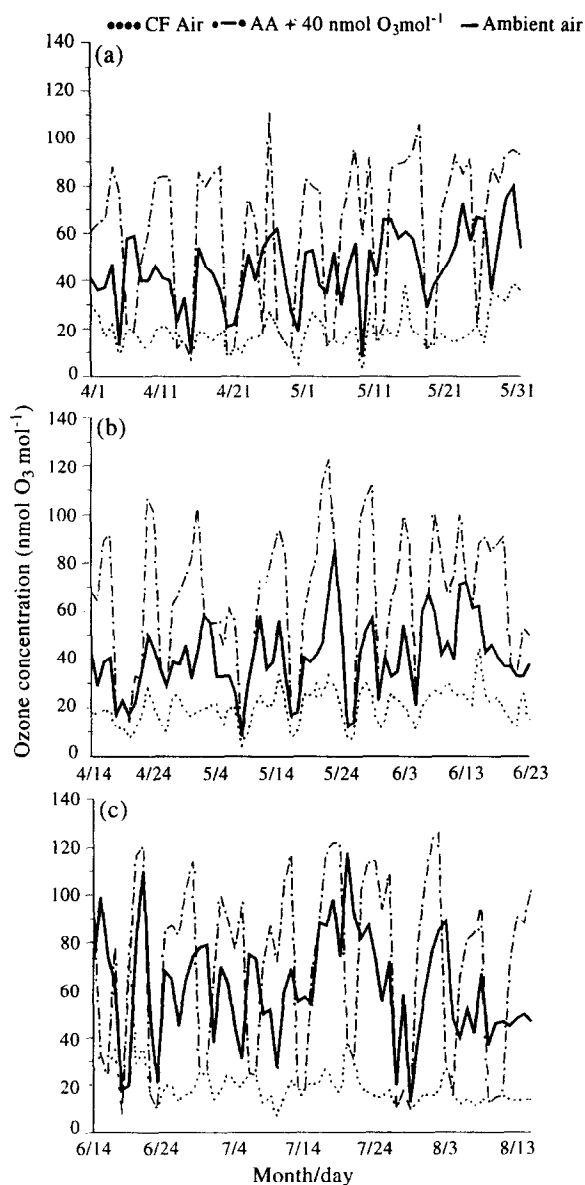 CF Air AA + 40 nmol O₃mol⁻¹ Ambient air
(a)
140
120
100
80
60
40
20
0
4/1 4/11 4/21 5/1 5/11 5/21 5/31
Ozone concentration (nmol O₃ mol⁻¹)
(b)
140
120
100
80
60
40
20
0
4/14 4/24 5/4 5/14 5/24 6/3 6/13 6/23
(c)
140
120
100
80
60
40
20
0
6/14 6/24 7/4 7/14 7/24 8/3 8/13
Month/day